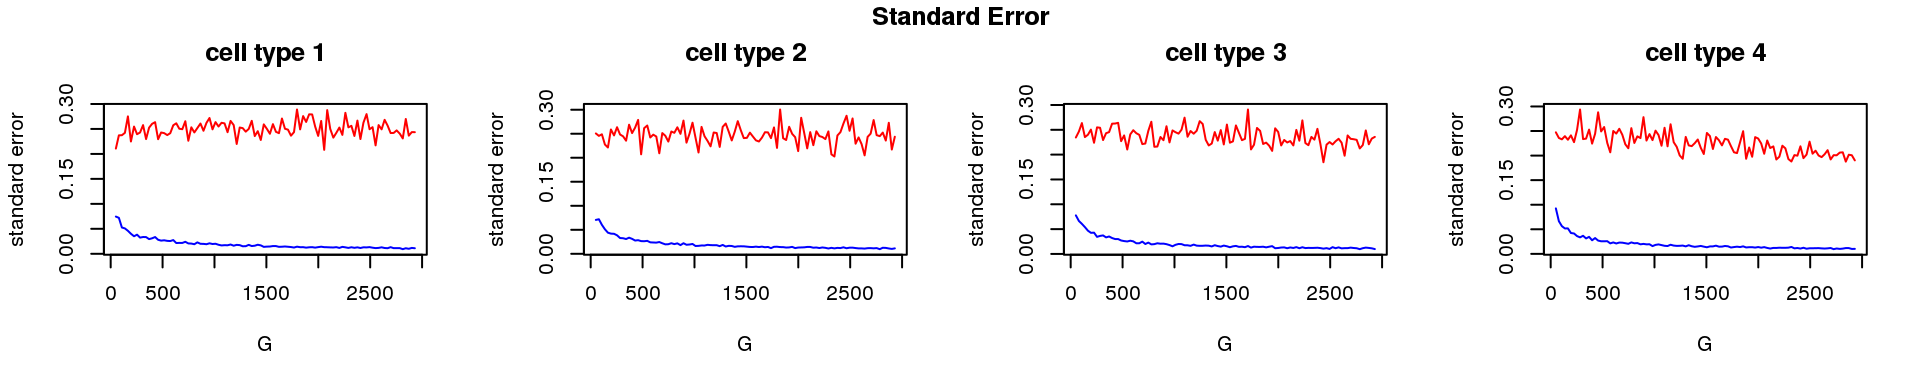 Standard Error
cell type 1
standard error
0.00 0.15 0.30
0 500 1500 2500
G
cell type 2
standard error
0.00 0.15 0.30
0 500 1500 2500
G
cell type 3
standard error
0.00 0.15 0.30
0 500 1500 2500
G
cell type 4
standard error
0.00 0.15 0.30
0 500 1500 2500
G